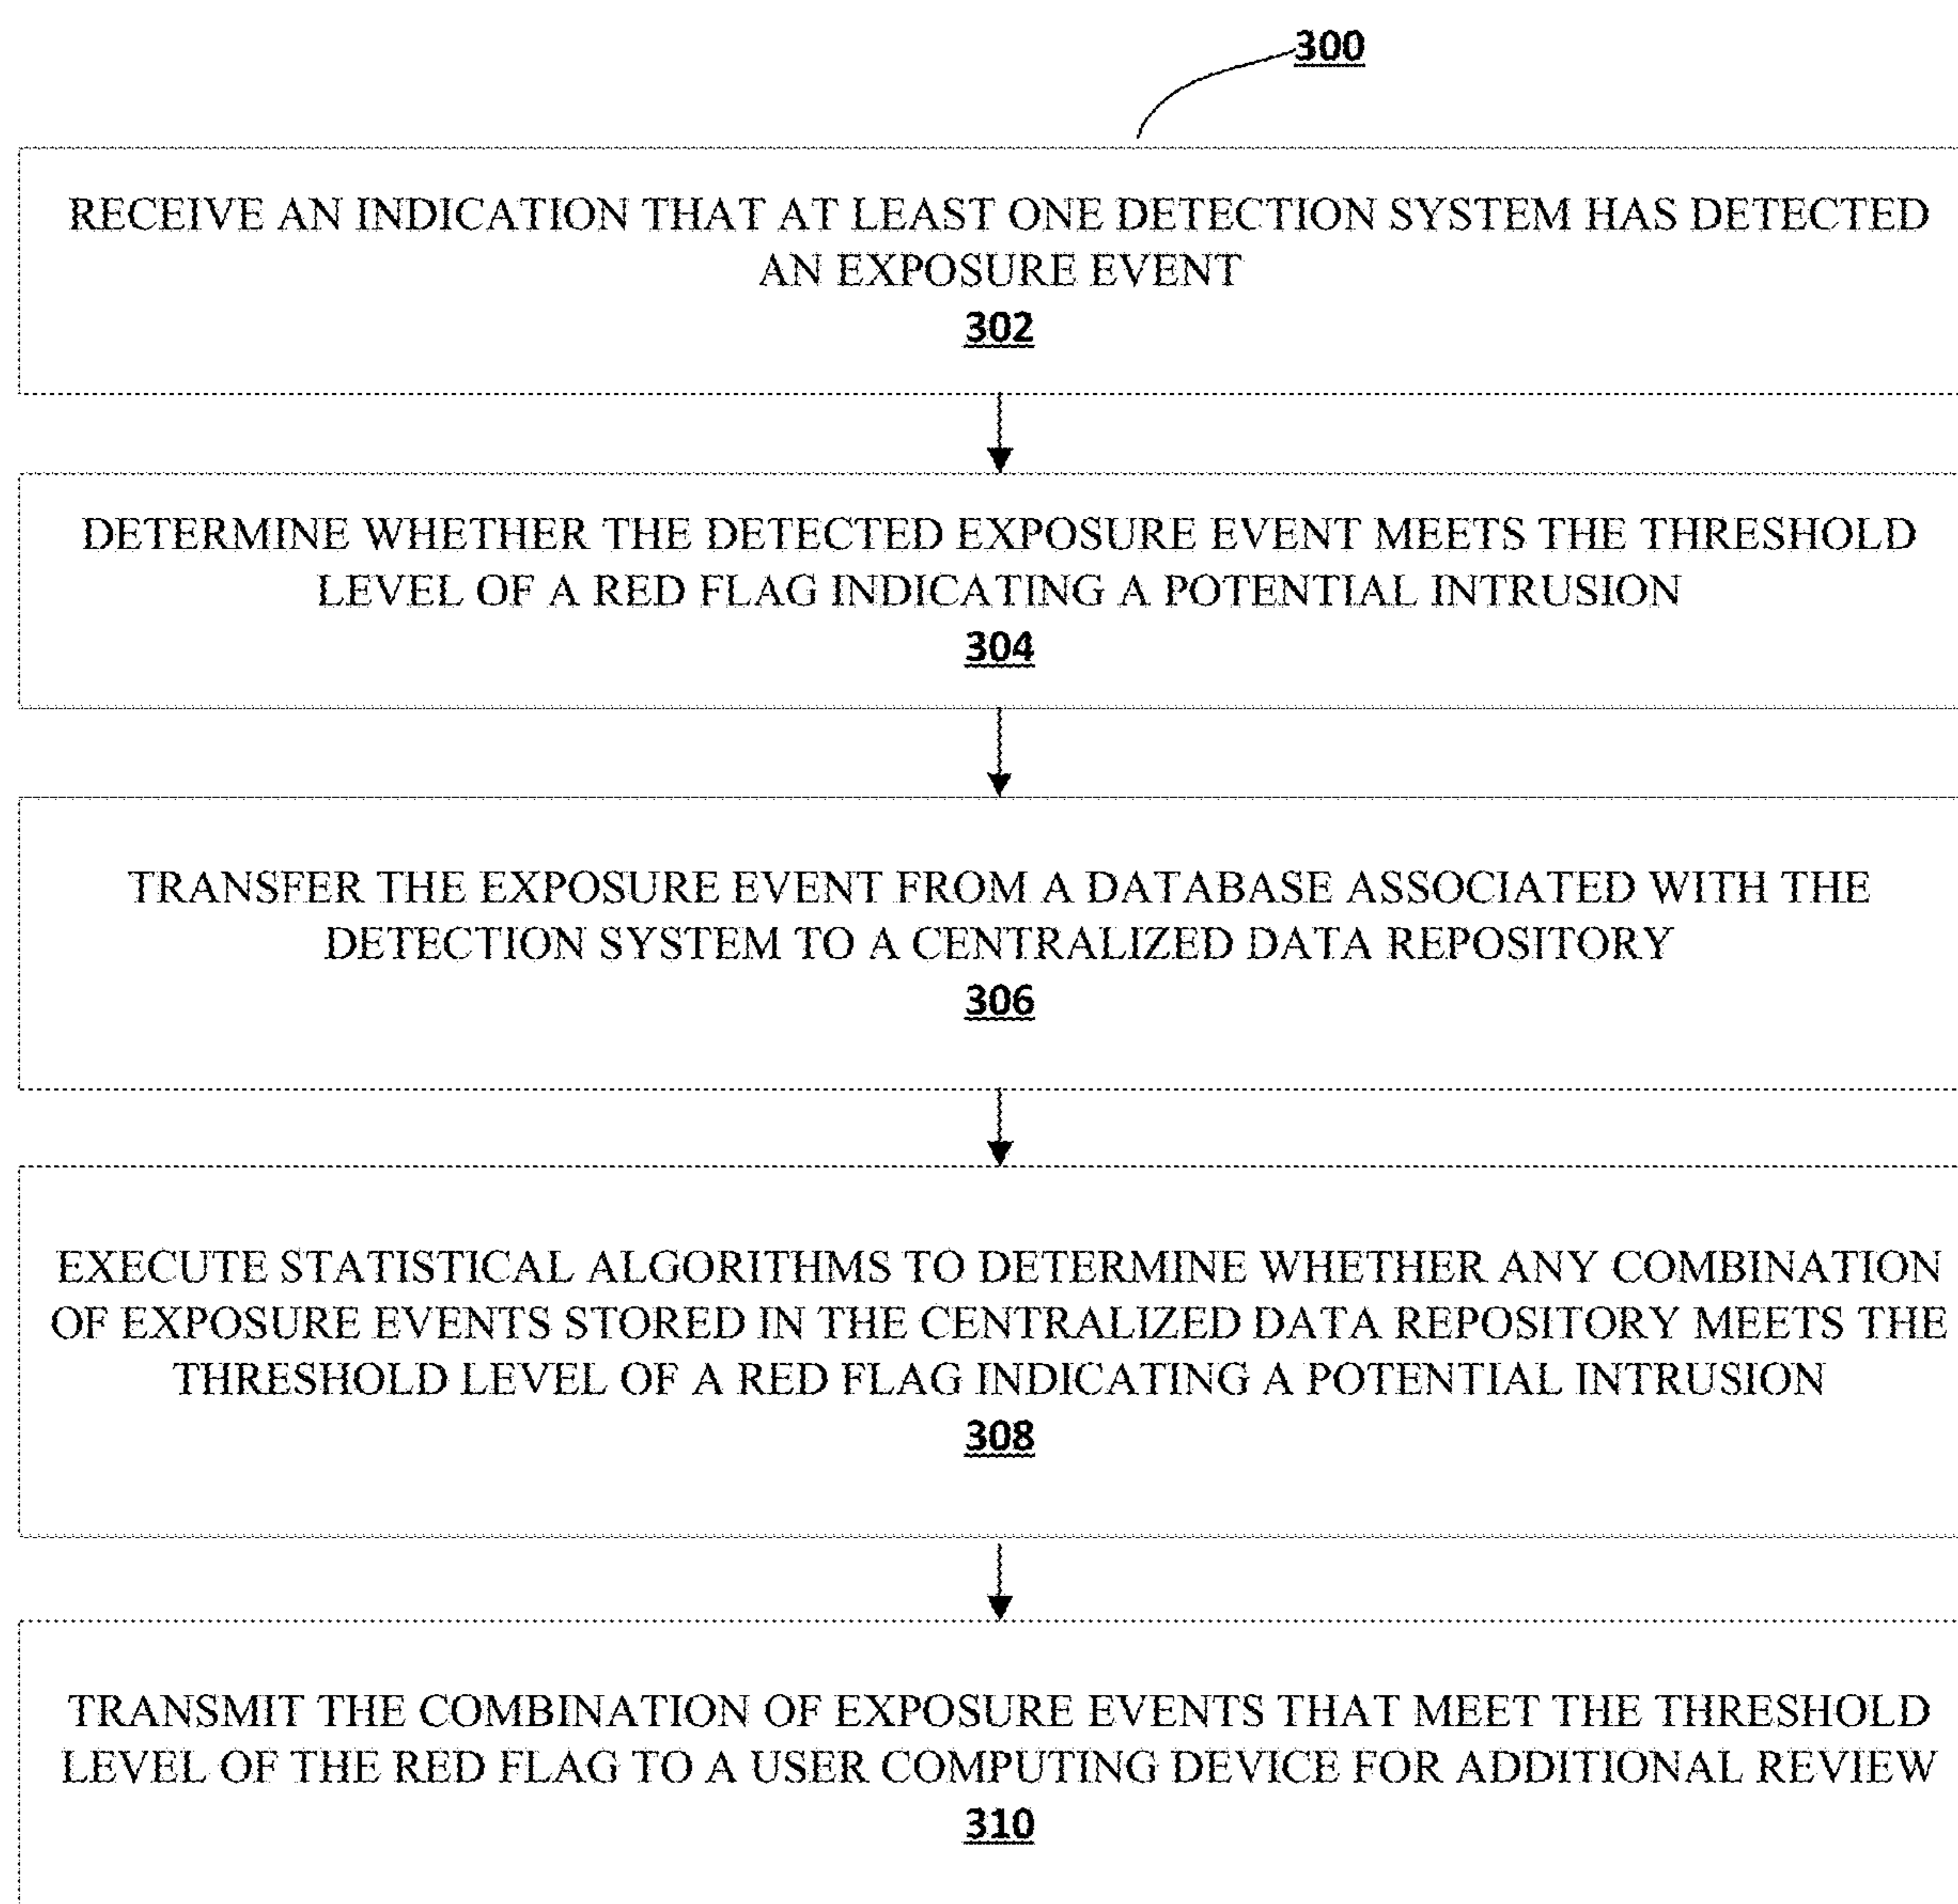 300
RECEIVE AN INDICATION THAT AT LEAST ONE DETECTION SYSTEM HAS DETECTED
AN EXPOSURE EVENT
302
DETERMINE WHETHER THE DETECTED EXPOSURE EVENT MEETS THE THRESHOLD
LEVEL OF A RED FLAG INDICATING A POTENTIAL INTRUSION
304
TRANSFER THE EXPOSURE EVENT FROM A DATABASE ASSOCIATED WITH THE
DETECTION SYSTEM TO A CENTRALIZED DATA REPOSITORY
306
EXECUTE STATISTICAL ALGORITHMS TO DETERMINE WHETHER ANY COMBINATION
OF EXPOSURE EVENTS STORED IN THE CENTRALIZED DATA REPOSITORY MEETS THE
THRESHOLD LEVEL OF A RED FLAG INDICATING A POTENTIAL INTRUSION
308
TRANSMIT THE COMBINATION OF EXPOSURE EVENTS THAT MEET THE THRESHOLD
LEVEL OF THE RED FLAG TO A USER COMPUTING DEVICE FOR ADDITIONAL REVIEW
310